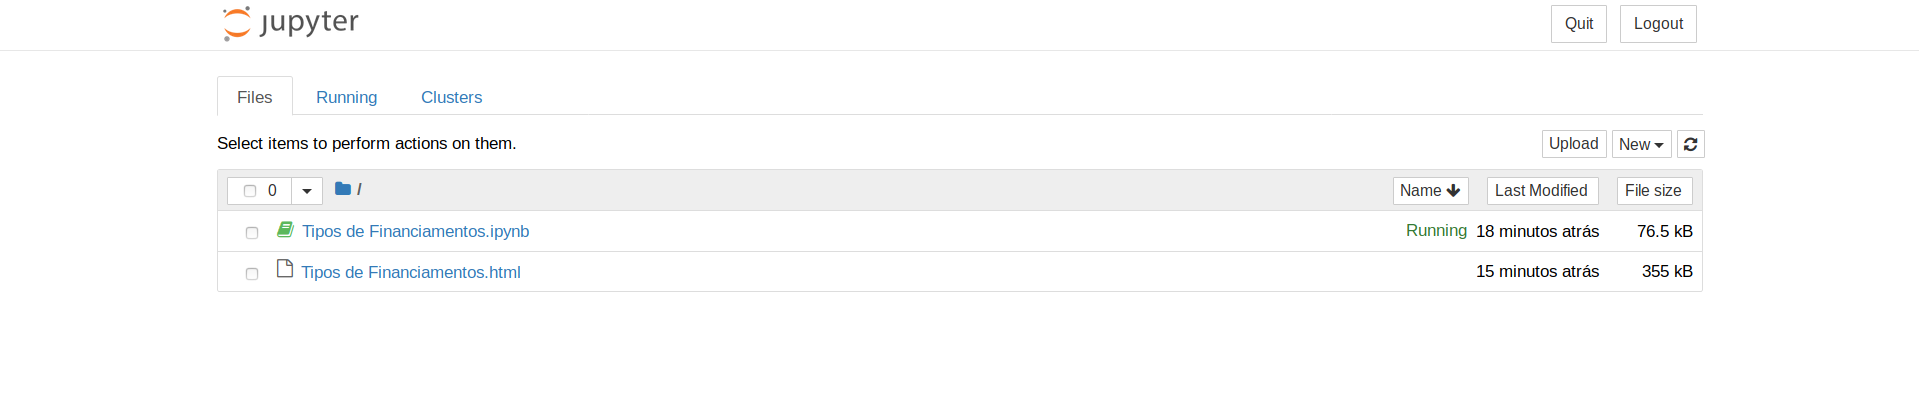 jupyter
Quit Logout
Files Running Clusters
Select items to perform actions on them.
Upload New
0 / Name Last Modified File size
Tipos de Financiamentos.ipynb Running 18 minutos atrás 76.5 kB
Tipos de Financiamentos.html 15 minutos atrás 355 kB